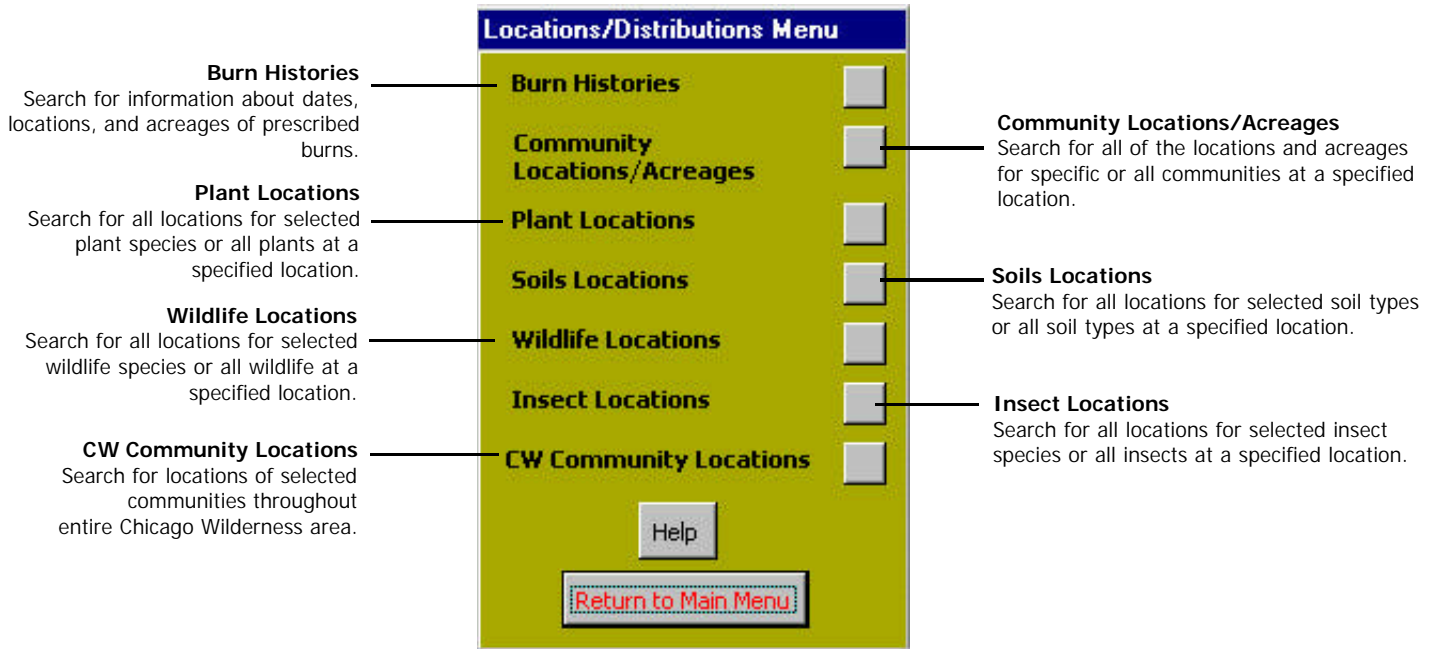 Locations/Distributions Menu
Burn Histories
Search for information about dates,
locations, and acreages of prescribed
burns.
Plant Locations
Search for all locations for selected
plant species or all plants at a
specified location.
Wildlife Locations
Search for all locations for selected
wildlife species or all wildlife at a
specified location.
CW Community Locations
Search for locations of selected
communities throughout
entire Chicago Wilderness area.
Burn Histories
Community
Locations/Acreages
Plant Locations
Soils Locations
Wildlife Locations
Insect Locations
CW Community Locations
Help
Return to Main Menu
Community Locations/Acreages
Search for all of the locations and acreages
for specific or all communities at a specified
location.
Soils Locations
Search for all locations for selected soil types
or all soil types at a specified location.
Insect Locations
Search for all locations for selected insect
species or all insects at a specified location.